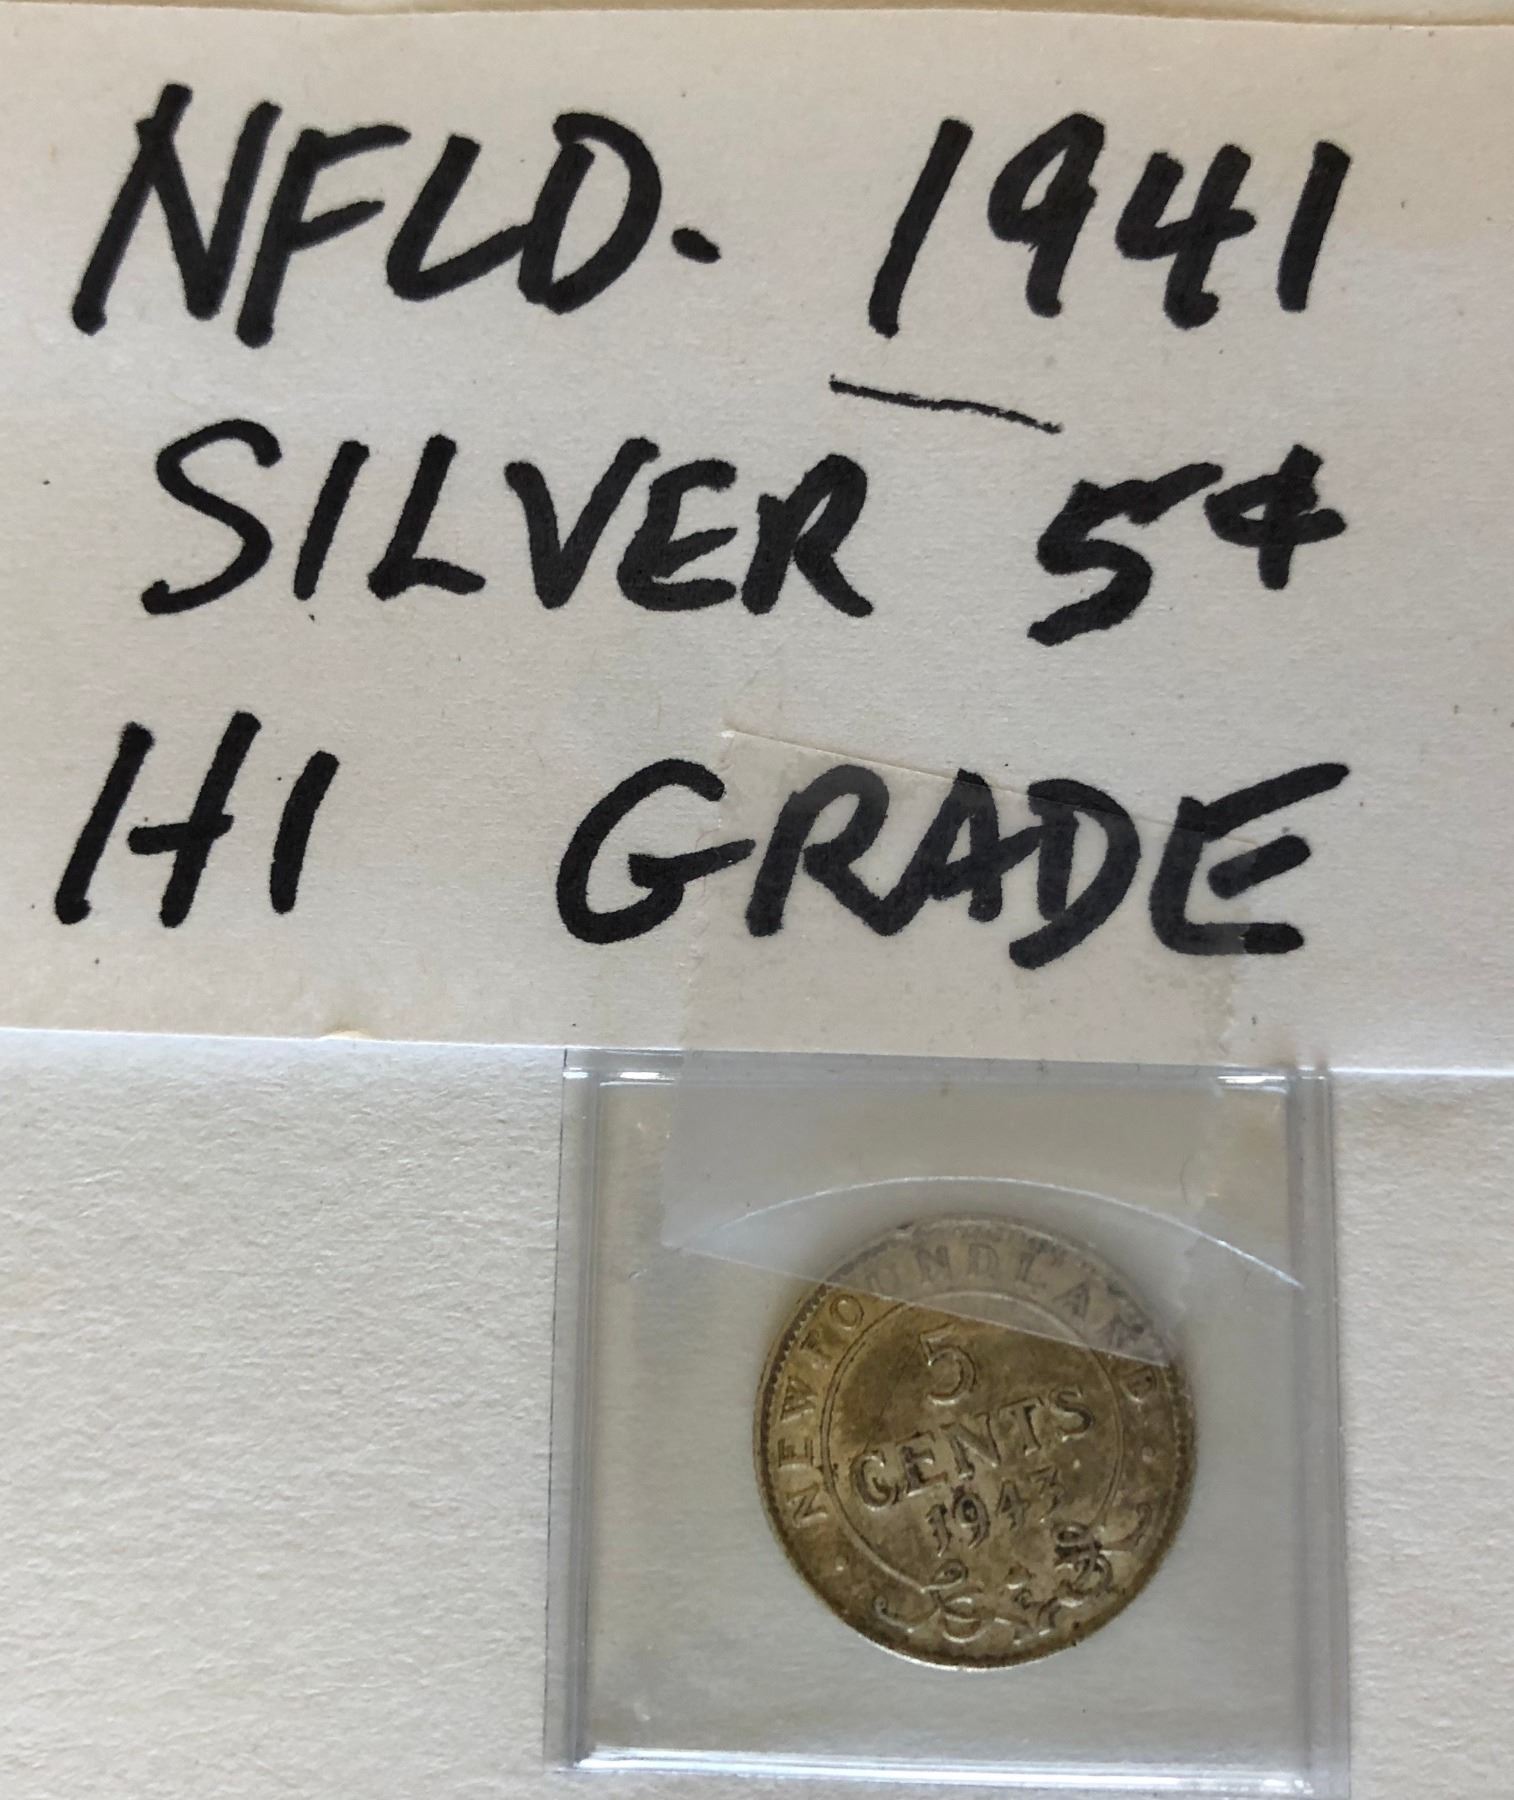 NFLD. 1941
SILVER 5¢
HI GRADE
NEWFOUNDLAND
5
CENTS
1943